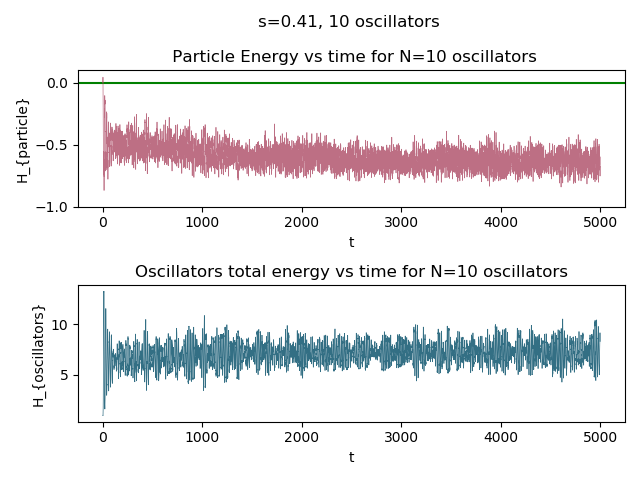 s=0.41, 10 oscillators
Particle Energy vs time for N=10 oscillators
0.0
−0.5
−1.0
H_{particle}
0 1000 2000 3000 4000 5000
t
Oscillators total energy vs time for N=10 oscillators
10
5
H_{oscillators}
0 1000 2000 3000 4000 5000
t